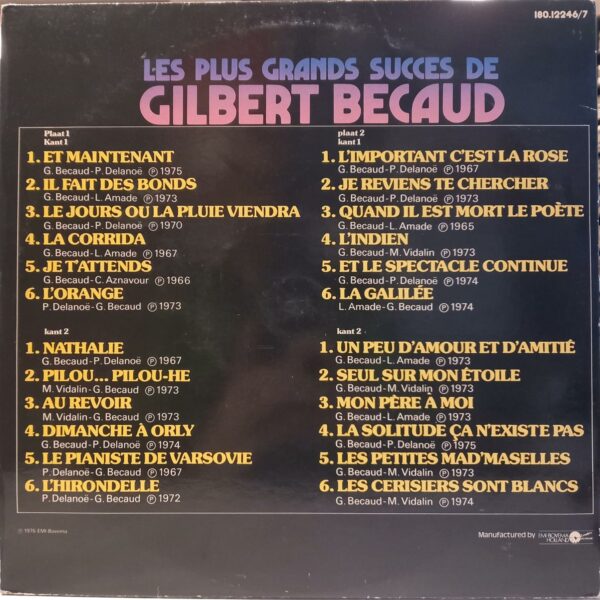 180.12246/7
LES PLUS GRANDS SUCCES DE
GILBERT BECAUD
Plaat 1
Kant 1
1. ET MAINTENANT
G. Becaud - P. Delanoë ℗ 1975
2. IL FAIT DES BONDS
G. Becaud - L. Amade ℗ 1973
3. LE JOURS OU LA PLUIE VIENDRA
G. Becaud - P. Delanoë ℗ 1970
4. LA CORRIDA
G. Becaud - L. Amade ℗ 1967
5. JE T'ATTENDS
G. Becaud - C. Aznavour ℗ 1966
6. L'ORANGE
P. Delanoë - G. Becaud ℗ 1973
kant 2
1. NATHALIE
G. Becaud - P. Delanoë ℗ 1967
2. PILOU... PILOU-HE
M. Vidalin - G. Becaud ℗ 1973
3. AU REVOIR
M. Vidalin - G. Becaud ℗ 1973
4. DIMANCHE À ORLY
G. Becaud - P. Delanoë ℗ 1974
5. LE PIANISTE DE VARSOVIE
P. Delanoë - G. Becaud ℗ 1967
6. L'HIRONDELLE
P. Delanoë - G. Becaud ℗ 1972
plaat 2
kant 1
1. L'IMPORTANT C'EST LA ROSE
G. Becaud - P. Delanoë ℗ 1967
2. JE REVIENS TE CHERCHER
G. Becaud - P. Delanoë ℗ 1973
3. QUAND IL EST MORT LE POÈTE
G. Becaud - L. Amade ℗ 1965
4. L'INDIEN
G. Becaud - M. Vidalin ℗ 1973
5. ET LE SPECTACLE CONTINUE
G. Becaud - P. Delanoë ℗ 1974
6. LA GALILÉE
L. Amade - G. Becaud ℗ 1974
kant 2
1. UN PEU D'AMOUR ET D'AMITIÉ
G. Becaud - L. Amade ℗ 1973
2. SEUL SUR MON ÉTOILE
G. Becaud - M. Vidalin ℗ 1973
3. MON PÈRE À MOI
G. Becaud - L. Amade ℗ 1973
4. LA SOLITUDE ÇA N'EXISTE PAS
G. Becaud - P. Delanoë ℗ 1975
5. LES PETITES MAD'MASELLES
G. Becaud - M. Vidalin ℗ 1973
6. LES CERISIERS SONT BLANCS
G. Becaud - M. Vidalin ℗ 1974
℗ 1975 EMI-Bovema
Manufactured by EMI-BOVEMA
HOLLAND